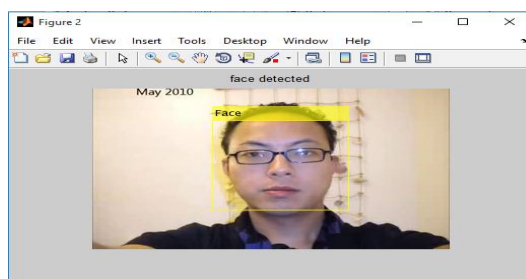 Figure 2
File Edit View Insert Tools Desktop Window Help
face detected
May 2010
Face